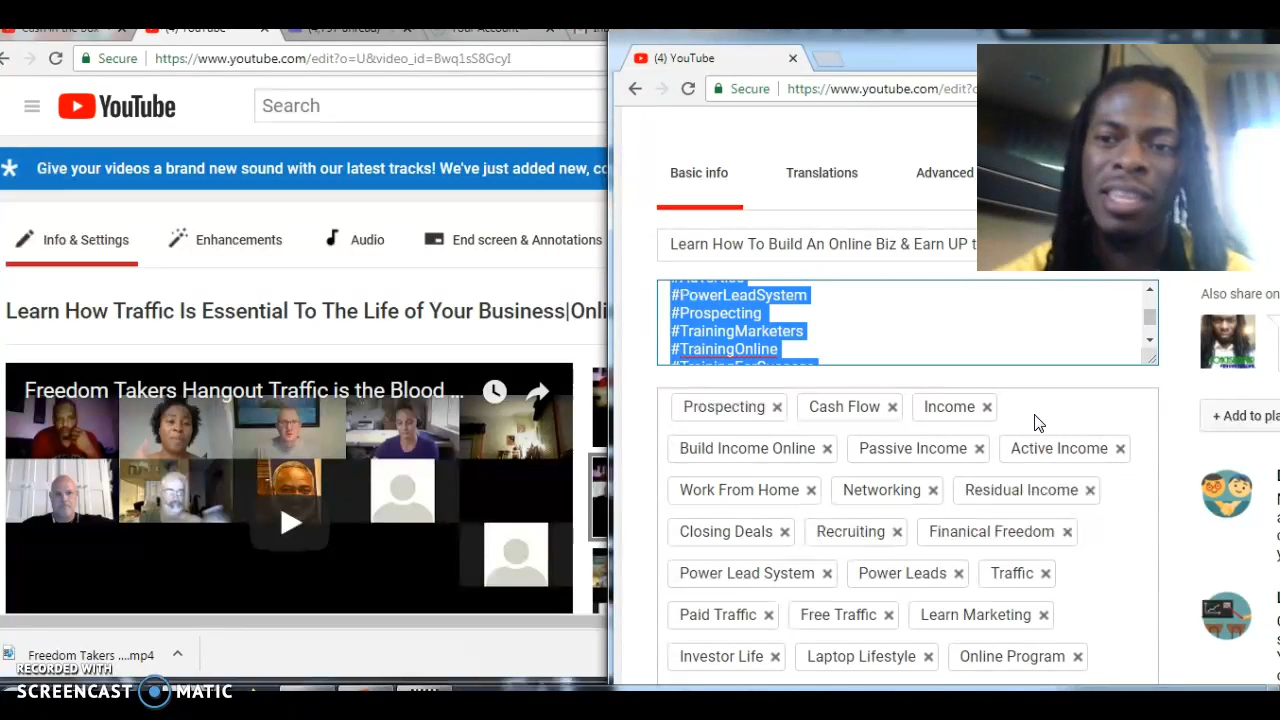 (4) YouTube
Secure https://www.youtube.com/edit?o=U&video_id=Bwq1sS8GcyI
YouTube
Search
Give your videos a brand new sound with our latest tracks! We've just added new, co
Info & Settings
Enhancements
Audio
End screen & Annotations
Learn How Traffic Is Essential To The Life of Your Business|Onli
Freedom Takers Hangout Traffic is the Blood ...
Freedom Takers ....mp4
RECORDED WITH
SCREENCAST MATIC
Secure https://www.youtube.com/edit?o
Basic info
Translations
Advanced
Learn How To Build An Online Biz & Earn UP t
#PowerLeadSystem
#Prospecting
#TrainingMarketers
#TrainingOnline
Prospecting Cash Flow Income
Build Income Online Passive Income Active Income
Work From Home Networking Residual Income
Closing Deals Recruiting Finanical Freedom
Power Lead System Power Leads Traffic
Paid Traffic Free Traffic Learn Marketing
Investor Life Laptop Lifestyle Online Program
Also share on
+ Add to pla